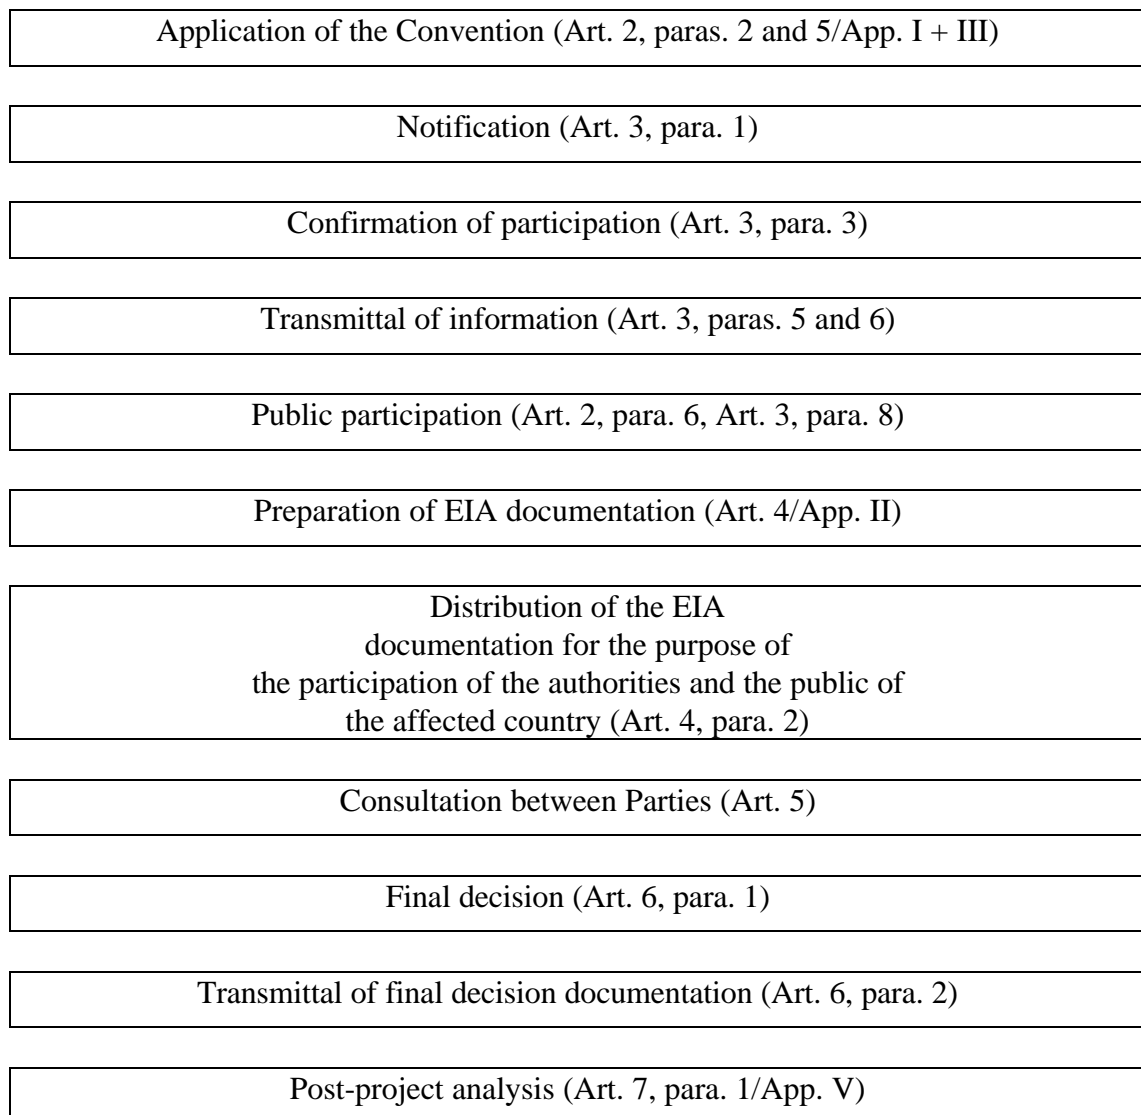 Application of the Convention (Art. 2, paras. 2 and 5/App. I + III)
Notification (Art. 3, para. 1)
Confirmation of participation (Art. 3, para. 3)
Transmittal of information (Art. 3, paras. 5 and 6)
Public participation (Art. 2, para. 6, Art. 3, para. 8)
Preparation of EIA documentation (Art. 4/App. II)
Distribution of the EIA
documentation for the purpose of
the participation of the authorities and the public of
the affected country (Art. 4, para. 2)
Consultation between Parties (Art. 5)
Final decision (Art. 6, para. 1)
Transmittal of final decision documentation (Art. 6, para. 2)
Post-project analysis (Art. 7, para. 1/App. V)